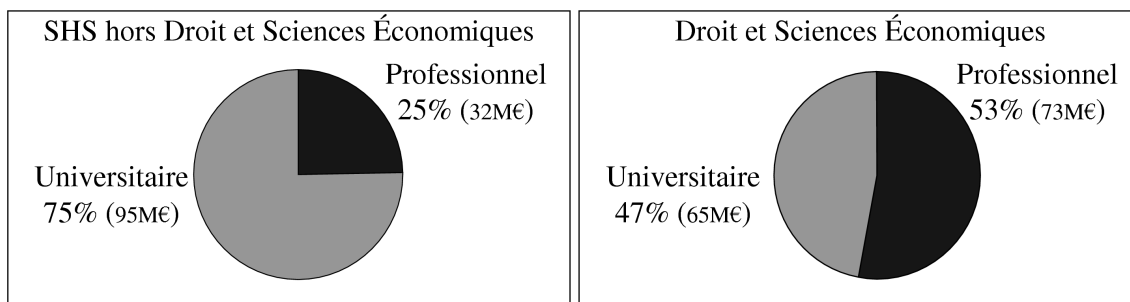 SHS hors Droit et Sciences Économiques
Professionnel
25% (32M€)
Universitaire
75% (95M€)
Droit et Sciences Économiques
Professionnel
53% (73M€)
Universitaire
47% (65M€)